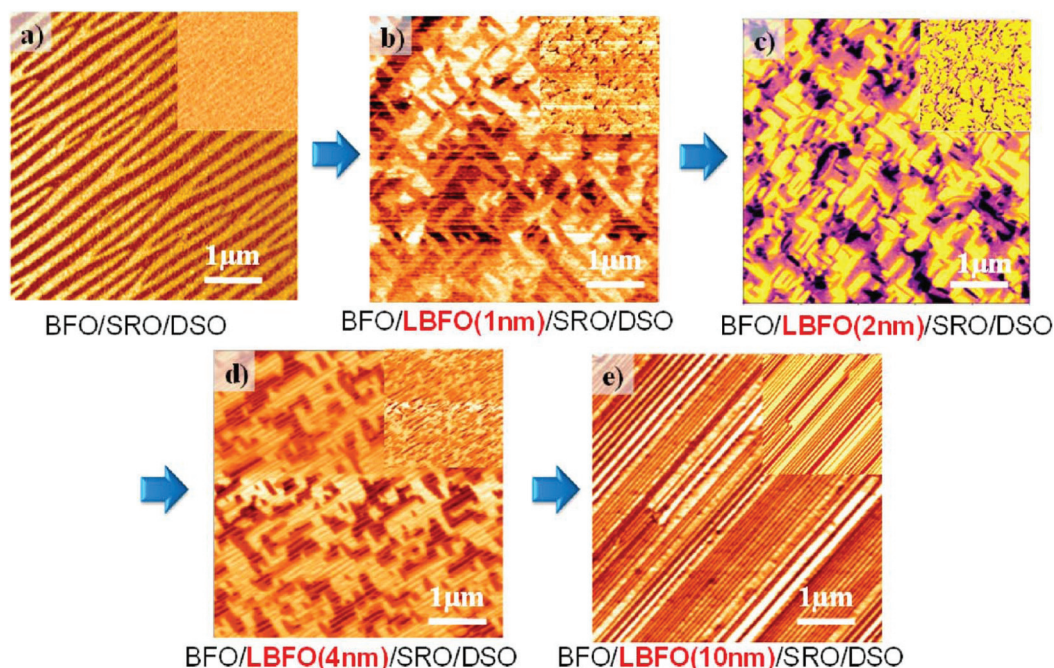 a)
1μm
BFO/SRO/DSO
b)
1μm
BFO/LBFO(1nm)/SRO/DSO
c)
1μm
BFO/LBFO(2nm)/SRO/DSO
d)
1μm
BFO/LBFO(4nm)/SRO/DSO
e)
1μm
BFO/LBFO(10nm)/SRO/DSO